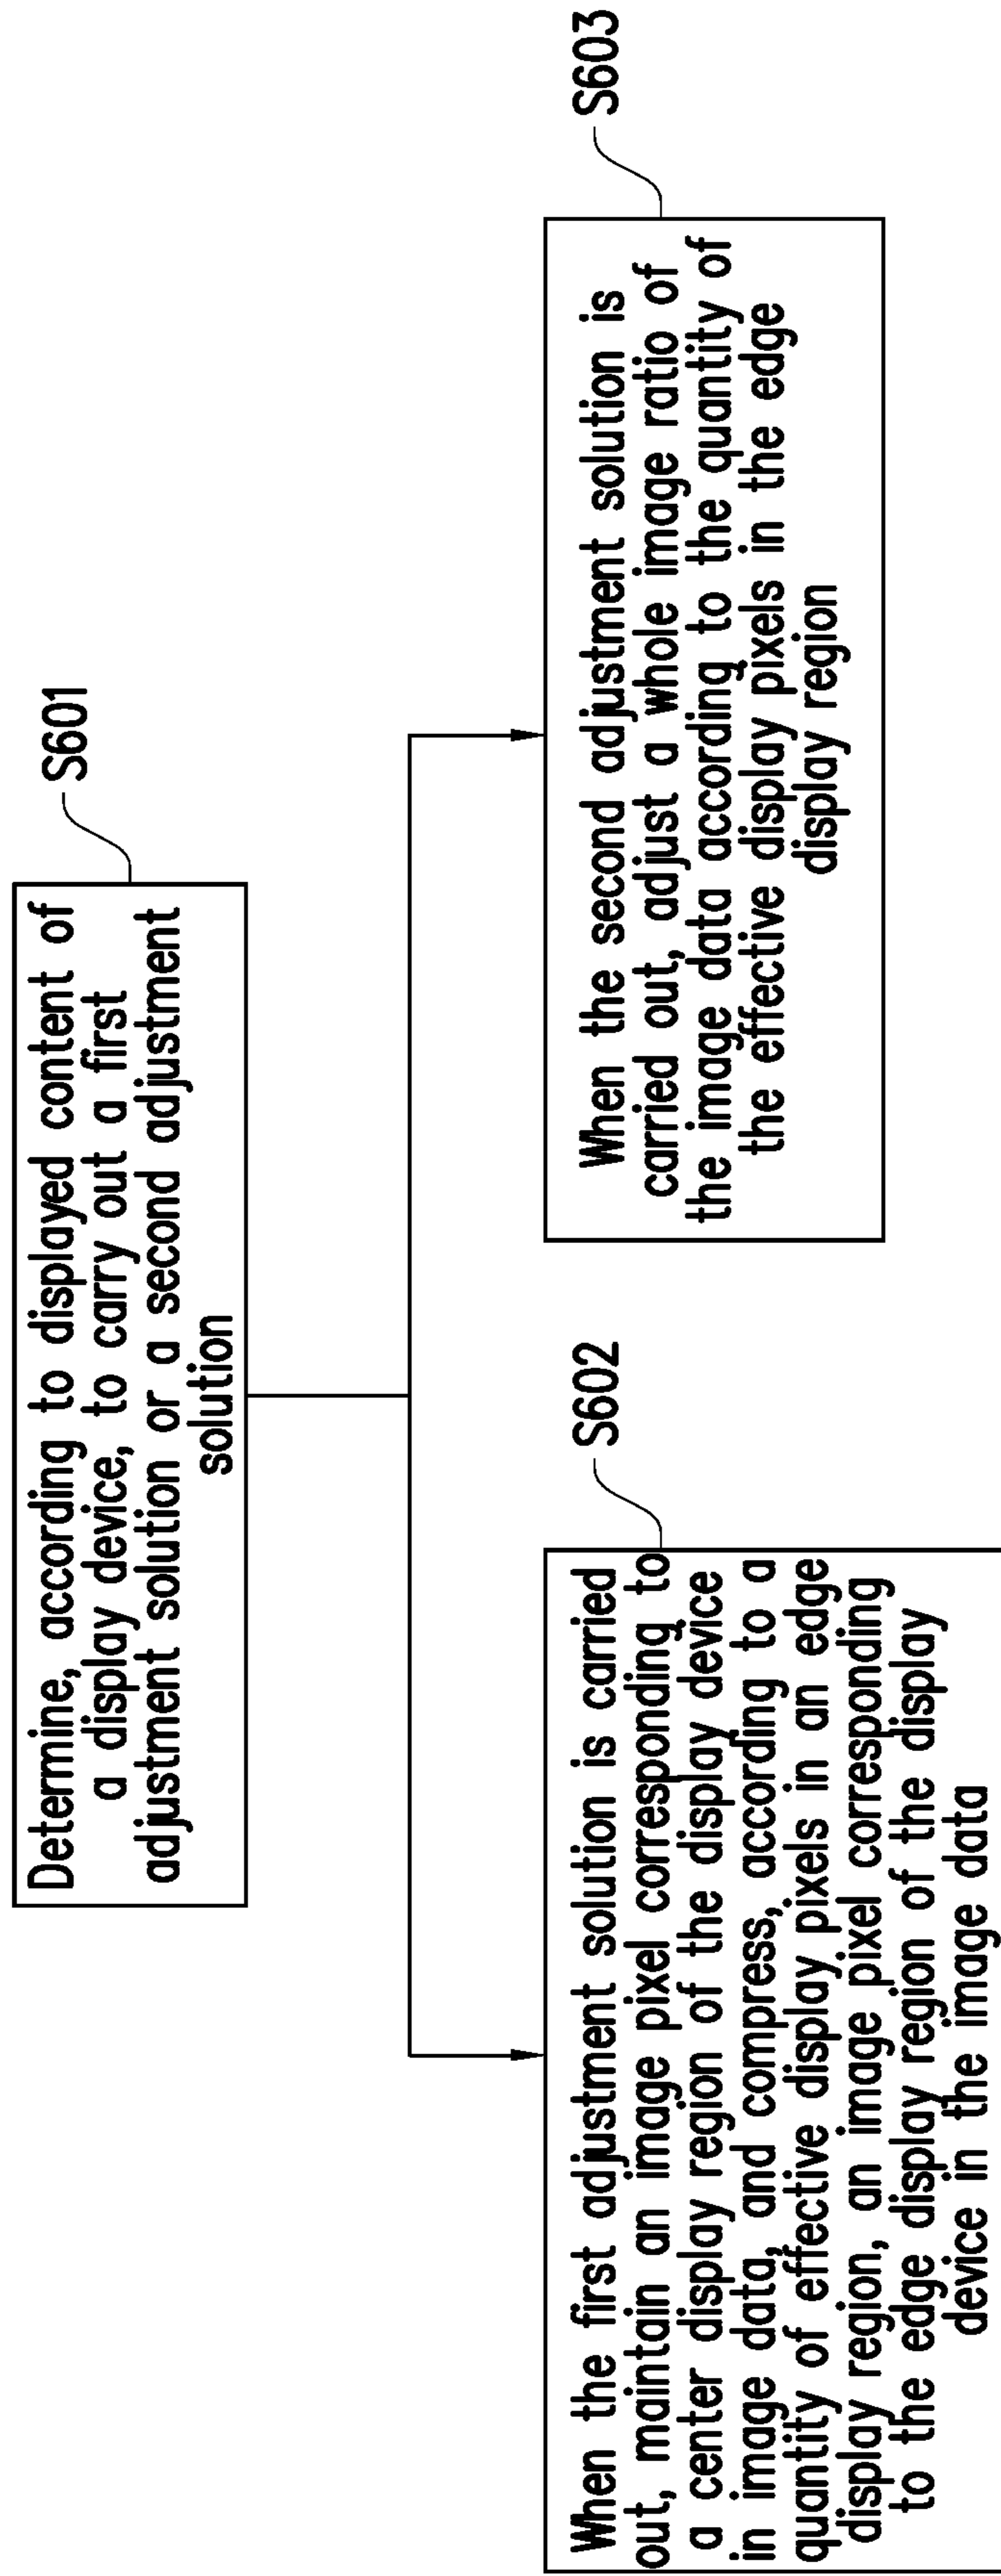 Determine, according to displayed content of
a display device, to carry out a first
adjustment solution or a second adjustment
solution
S601
When the first adjustment solution is carried
out, maintain an image pixel corresponding to
a center display region of the display device
in image data, and compress, according to a
quantity of effective display pixels in an edge
display region, an image pixel corresponding
to the edge display region of the display
device in the image data
S602
When the second adjustment solution is
carried out, adjust a whole image ratio of
the image data according to the quantity of
the effective display pixels in the edge
display region
S603